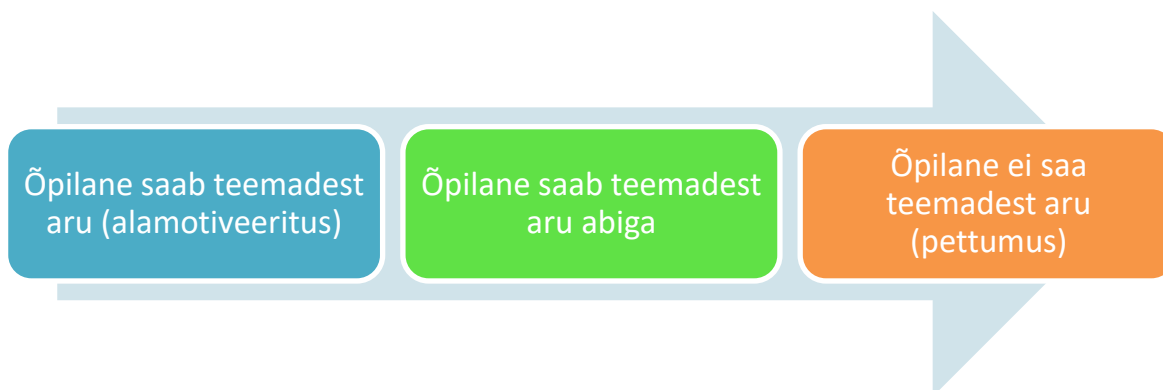 Õpilane saab teemadest
aru (alamotiveeritus)
Õpilane saab teemadest
aru abiga
Õpilane ei saa
teemadest aru
(pettumus)